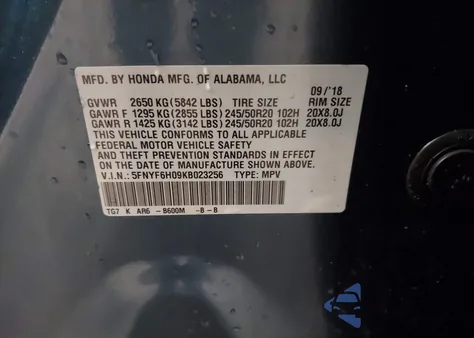 MFD. BY HONDA MFG. OF ALABAMA, LLC 09/'18
GVWR 2650 KG (5842 LBS) TIRE SIZE RIM SIZE
GAWR F 1295 KG (2855 LBS) 245/50R20 102H 20X8.0J
GAWR R 1425 KG (3142 LBS) 245/50R20 102H 20X8.0J
THIS VEHICLE CONFORMS TO ALL APPLICABLE
FEDERAL MOTOR VEHICLE SAFETY
AND THEFT PREVENTION STANDARDS IN EFFECT
ON THE DATE OF MANUFACTURE SHOWN ABOVE.
V.I.N.: 5FNYF6H09KB023256 TYPE: MPV
TG7 K AR6 -B600M -B -B